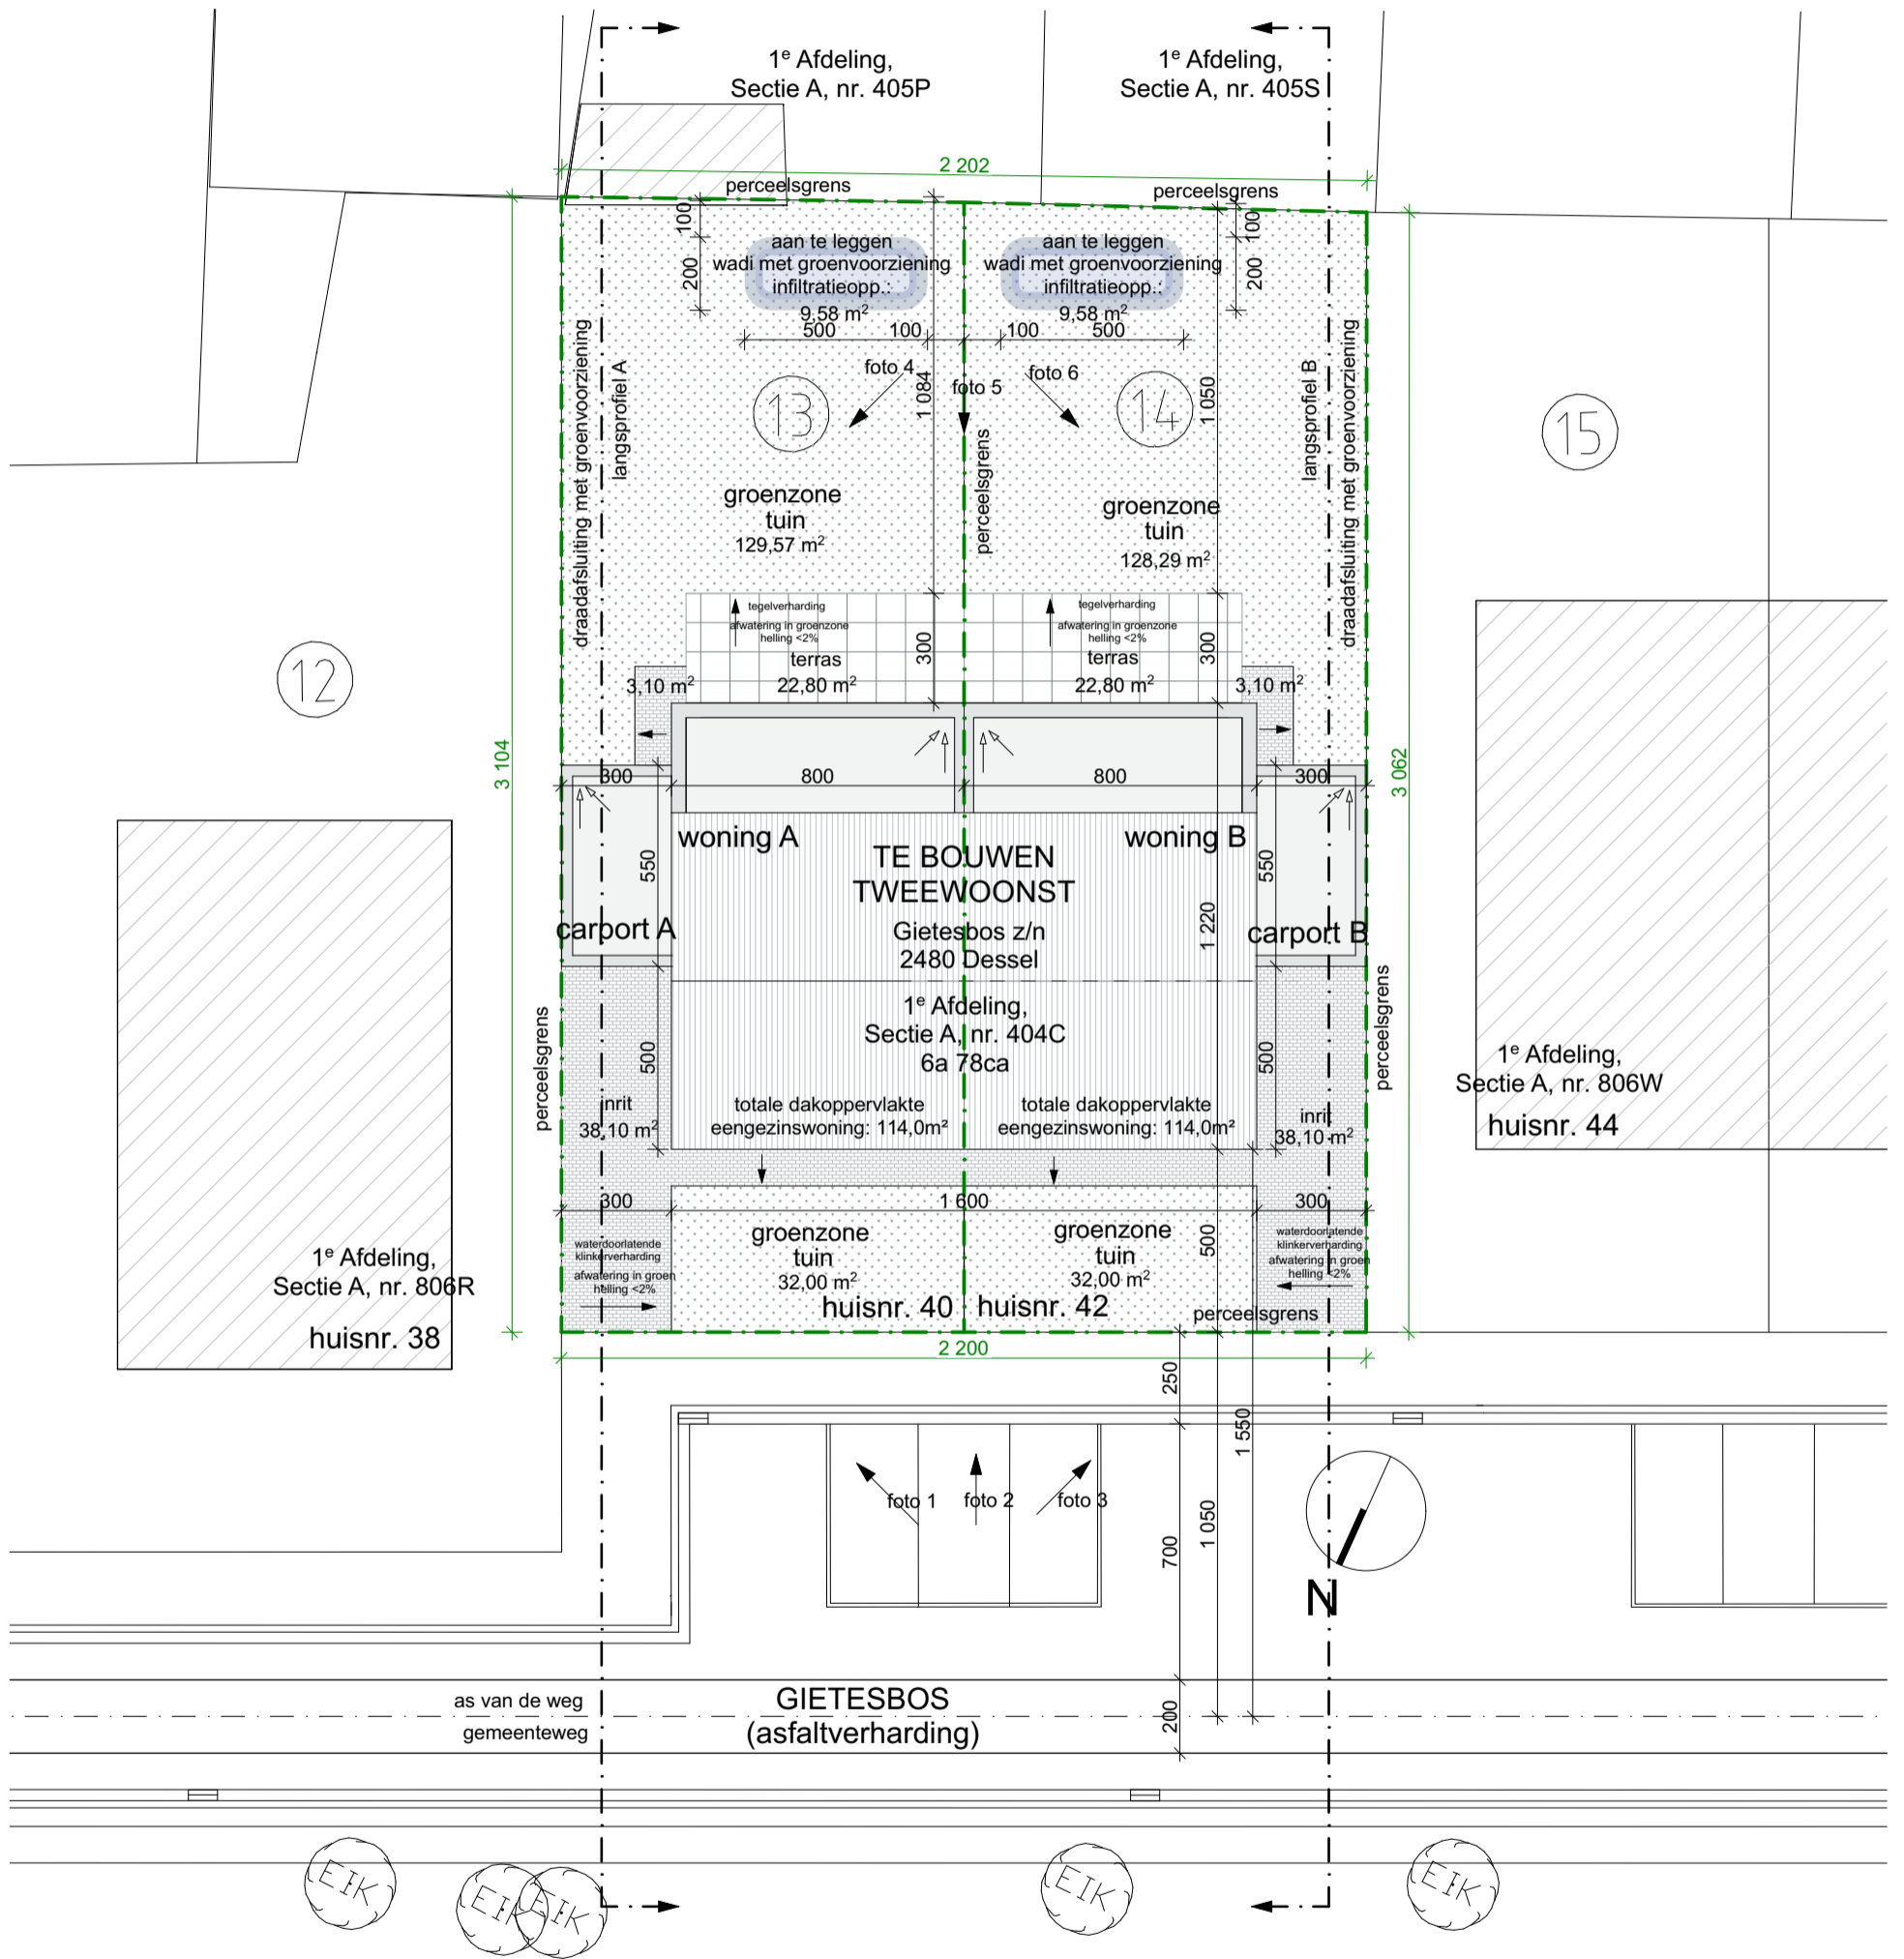 1e Afdeling,
Sectie A, nr. 405P
1e Afdeling,
Sectie A, nr. 405S
2 202
perceelsgrens
perceelsgrens
100
200
aan te leggen
wadi met groenvoorziening
infiltratieopp.:
9,58 m²
500
100
aan te leggen
wadi met groenvoorziening
infiltratieopp.:
9,58 m²
100
500
100
200
draadafsluiting met groenvoorziening
langsprofiel A
foto 4
1 084
foto 5
foto 6
1 050
langsprofiel B
draadafsluiting met groenvoorziening
13
14
15
perceelsgrens
groenzone
tuin
129,57 m²
groenzone
tuin
128,29 m²
12
tegelverharding
afwatering in groenzone
helling <2%
terras
22,80 m²
300
tegelverharding
afwatering in groenzone
helling <2%
terras
22,80 m²
300
3,10 m²
3,10 m²
3 104
3 062
300
800
800
300
woning A
woning B
550
550
TE BOUWEN
TWEEWOONST
Gietesbos z/n
2480 Dessel
1 220
carport A
carport B
1e Afdeling,
Sectie A, nr. 404C
6a 78ca
perceelsgrens
500
500
perceelsgrens
1e Afdeling,
Sectie A, nr. 806W
huisnr. 44
inrit
38,10 m²
totale dakoppervlakte
eengezinswoning: 114,0m²
totale dakoppervlakte
eengezinswoning: 114,0m²
inrit
38,10 m²
300
1 600
300
waterdoorlatende
klinkerverharding
afwatering in groen
helling <2%
groenzone
tuin
32,00 m²
groenzone
tuin
32,00 m²
500
waterdoorlatende
klinkerverharding
afwatering in groen
helling <2%
1e Afdeling,
Sectie A, nr. 806R
huisnr. 38
huisnr. 40
huisnr. 42
perceelsgrens
2 200
250
1 550
foto 1
foto 2
foto 3
700
1 050
N
as van de weg
gemeenteweg
GIETESBOS
(asfaltverharding)
200
EIK
EIK
EIK
EIK
EIK